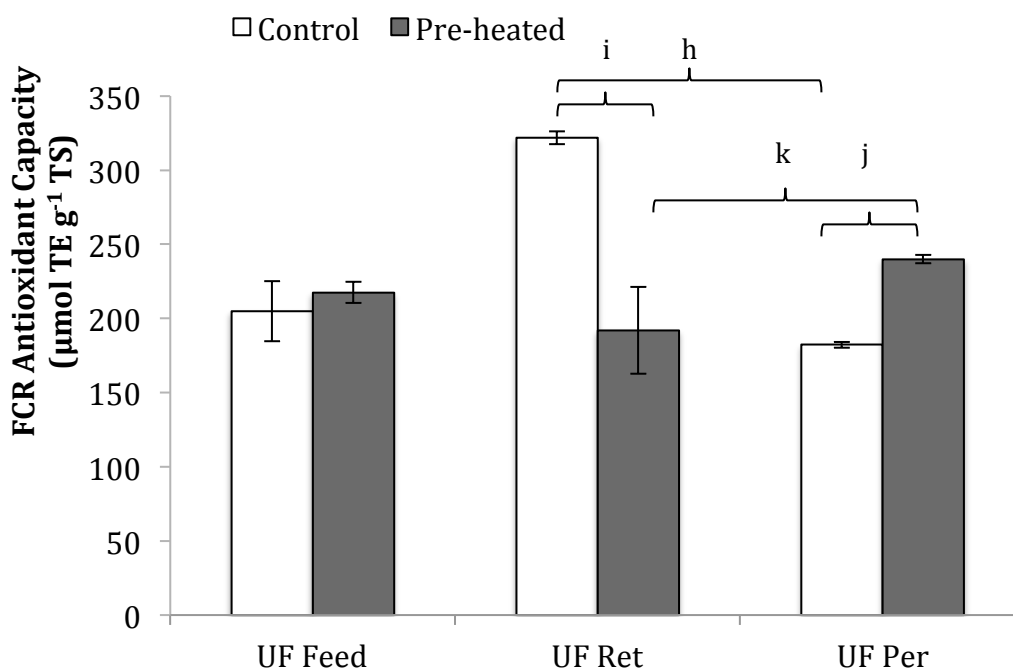 Control Pre-heated
i h
FCR Antioxidant Capacity
(µmol TE g⁻¹ TS)
350
300
250
200
150
100
50
0
k j
UF Feed UF Ret UF Per